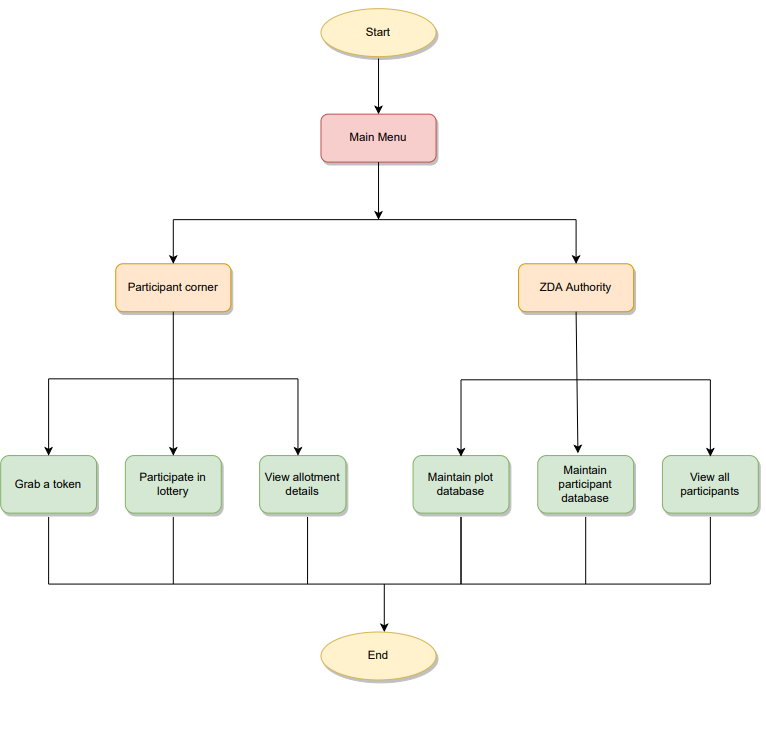 Start
Main Menu
Participant corner
ZDA Authority
Grab a token
Participate in
lottery
View allotment
details
Maintain plot
database
Maintain
participant
database
View all
participants
End